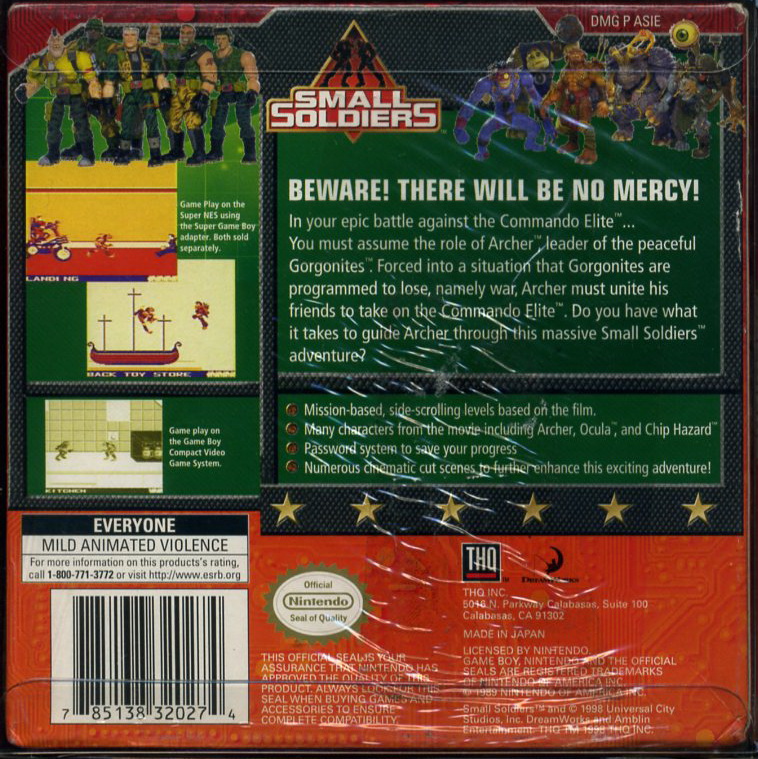 DMG P ASIE
SMALL
SOLDIERS™
BEWARE! THERE WILL BE NO MERCY!
In your epic battle against the Commando Elite™...
You must assume the role of Archer™, leader of the peaceful
Gorgonites™. Forced into a situation that Gorgonites are
programmed to lose, namely war, Archer must unite his
friends to take on the Commando Elite™. Do you have what
it takes to guide Archer through this massive Small Soldiers™
adventure?
Game Play on the
Super NES using
the Super Game Boy
adapter. Both sold
separately.
LANDING
BACK TOY STORE
Game play on
the Game Boy
Compact Video
Game System.
KITCHEN
Mission-based, side-scrolling levels based on the film.
Many characters from the movie including Archer, Ocula™, and Chip Hazard™
Password system to save your progress
Numerous cinematic cut scenes to further enhance this exciting adventure!
EVERYONE
MILD ANIMATED VIOLENCE
For more information on this products's rating,
call 1-800-771-3772 or visit http://www.esrb.org
7 85138 32027 4
Official
Nintendo
Seal of Quality
THIS OFFICIAL SEAL IS YOUR
ASSURANCE THAT NINTENDO HAS
APPROVED THE QUALITY OF THIS
PRODUCT. ALWAYS LOOK FOR THIS
SEAL WHEN BUYING GAMES AND
ACCESSORIES TO ENSURE
COMPLETE COMPATIBILITY.
THQ
DREAMWORKS
THQ INC.
5016 N. Parkway Calabasas, Suite 100
Calabasas, CA 91302
MADE IN JAPAN
LICENSED BY NINTENDO.
GAME BOY, NINTENDO AND THE OFFICIAL
SEALS ARE REGISTERED TRADEMARKS
OF NINTENDO OF AMERICA INC.
© 1989 NINTENDO OF AMERICA INC.
Small Soldiers™ and © 1998 Universal City
Studios, Inc. DreamWorks and Amblin
Entertainment. THQ TM 1998 THQ INC.